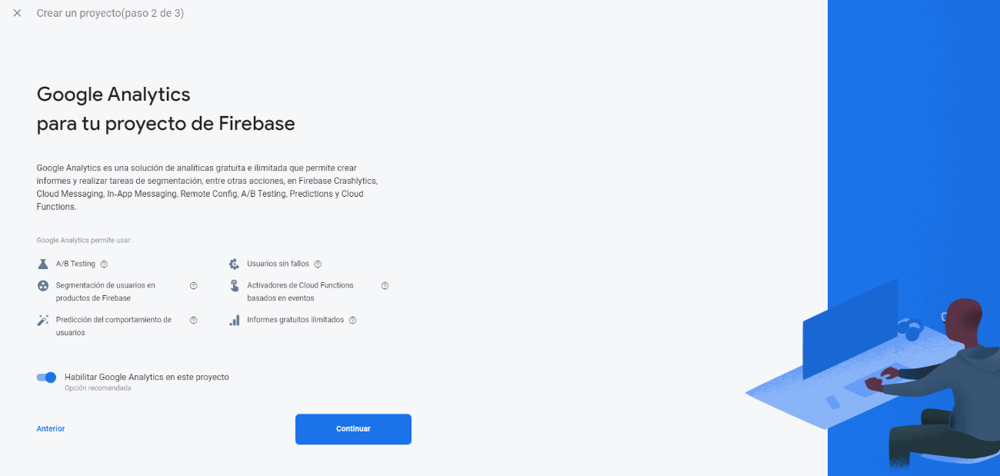 Crear un proyecto(paso 2 de 3)
Google Analytics
para tu proyecto de Firebase
Google Analytics es una solución de analíticas gratuita e ilimitada que permite crear
informes y realizar tareas de segmentación, entre otras acciones, en Firebase Crashlytics,
Cloud Messaging, In-App Messaging, Remote Config, A/B Testing, Predictions y Cloud
Functions.
Google Analytics permite usar:
A/B Testing
Usuarios sin fallos
Segmentación de usuarios en
productos de Firebase
Activadores de Cloud Functions
basados en eventos
Predicción del comportamiento de
usuarios
Informes gratuitos ilimitados
Habilitar Google Analytics en este proyecto
Opción recomendada
Anterior
Continuar